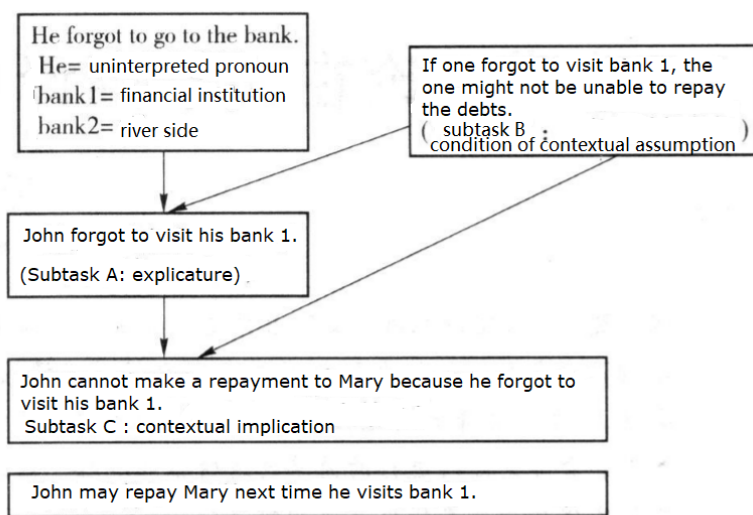 He forgot to go to the bank.
He= uninterpreted pronoun
bank1= financial institution
bank2= river side
If one forgot to visit bank 1, the
one might not be unable to repay
the debts.
( subtask B :
condition of contextual assumption )
John forgot to visit his bank 1.
(Subtask A: explicature)
John cannot make a repayment to Mary because he forgot to
visit his bank 1.
Subtask C : contextual implication
John may repay Mary next time he visits bank 1.